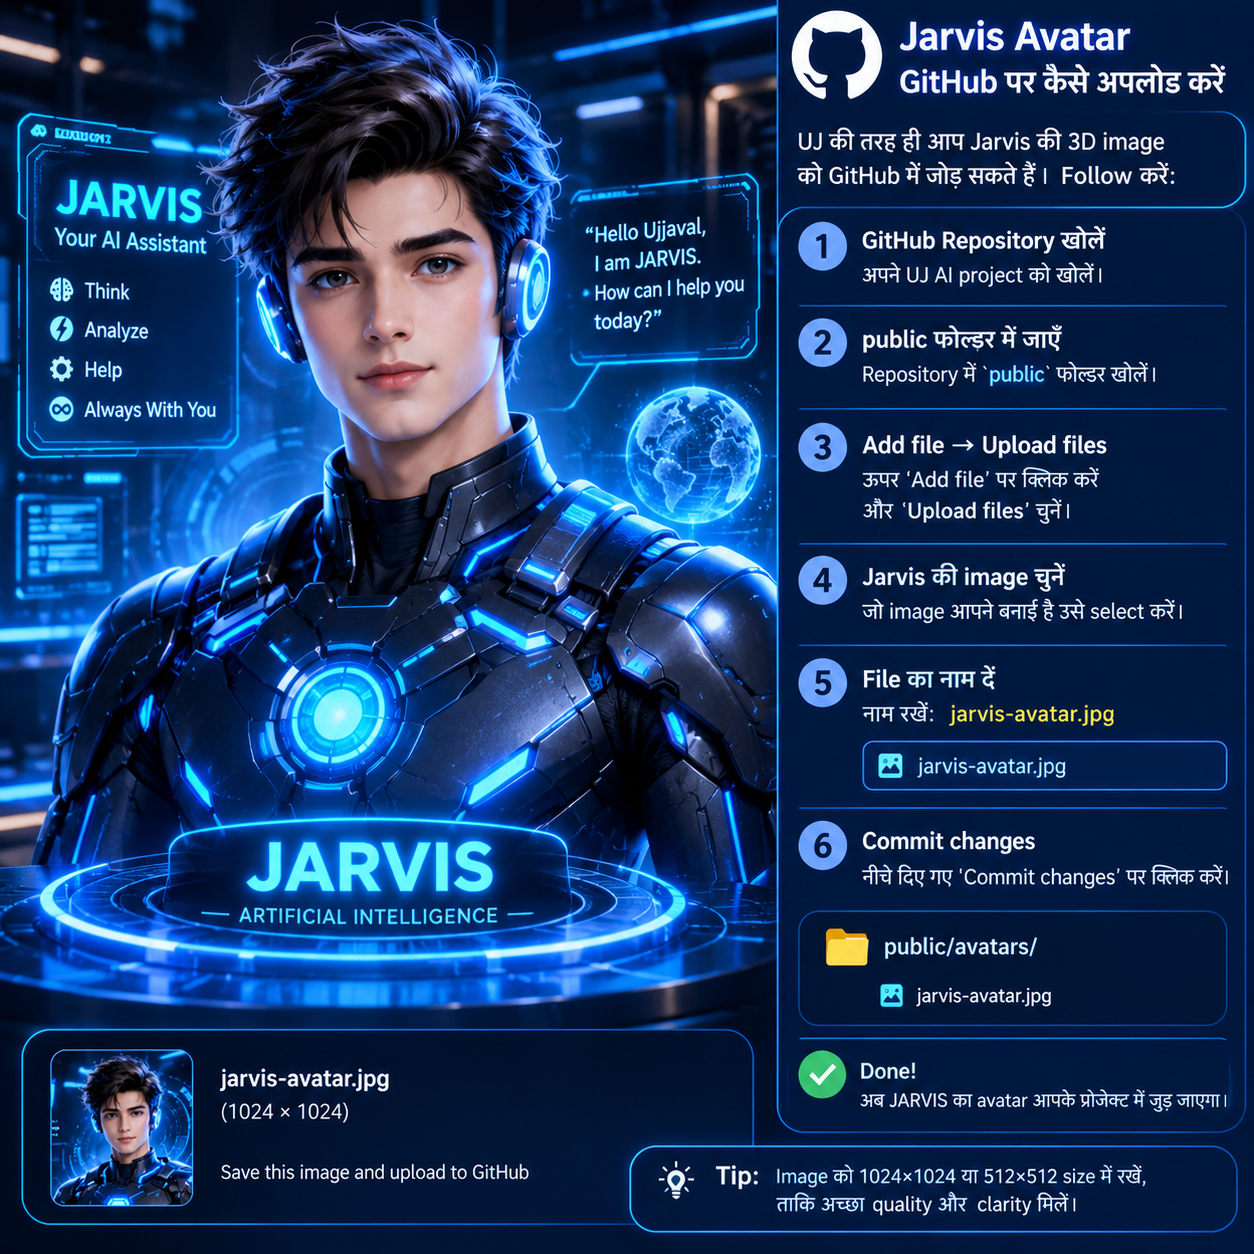 JARVIS
Your AI Assistant
Think
Analyze
Help
Always With You
“Hello Ujjaval,
I am JARVIS.
How can I help you
today?”
JARVIS
ARTIFICIAL INTELLIGENCE
jarvis-avatar.jpg
(1024 × 1024)
Save this image and upload to GitHub
Jarvis Avatar
GitHub पर कैसे अपलोड करें
UJ की तरह ही आप Jarvis की 3D image
को GitHub में जोड़ सकते हैं। Follow करें:
1 GitHub Repository खोलें
अपने UJ AI project को खोलें।
2 public फोल्ड़र में जाएँ
Repository में `public` फोल्डर खोलें।
3 Add file → Upload files
ऊपर ‘Add file’ पर क्लिक करें
और ‘Upload files’ चुनें।
4 Jarvis की image चुनें
जो image आपने बनाई है उसे select करें।
5 File का नाम दें
नाम रखें: jarvis-avatar.jpg
jarvis-avatar.jpg
6 Commit changes
नीचे दिए गए ‘Commit changes’ पर क्लिक करें।
public/avatars/
jarvis-avatar.jpg
Done!
अब JARVIS का avatar आपके प्रोजेक्ट में जुड़ जाएगा।
Tip: Image को 1024×1024 या 512×512 size में रखें,
ताकि अच्छा quality और clarity मिलें।